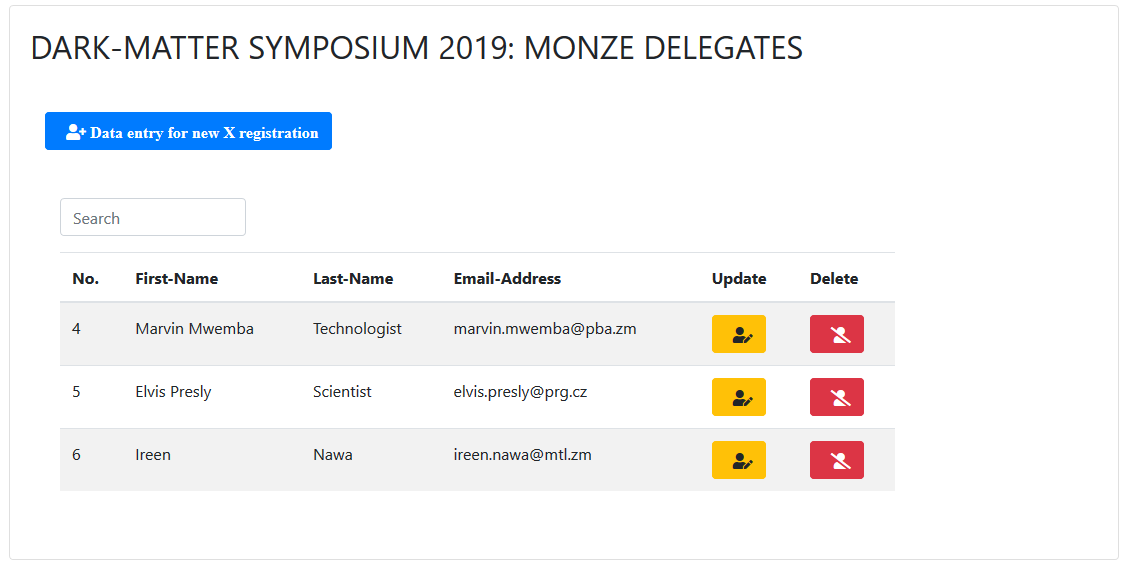 DARK-MATTER SYMPOSIUM 2019: MONZE DELEGATES
Data entry for new X registration
Search
No. First-Name Last-Name Email-Address Update Delete
4 Marvin Mwemba Technologist marvin.mwemba@pba.zm
5 Elvis Presly Scientist elvis.presly@prg.cz
6 Ireen Nawa ireen.nawa@mtl.zm